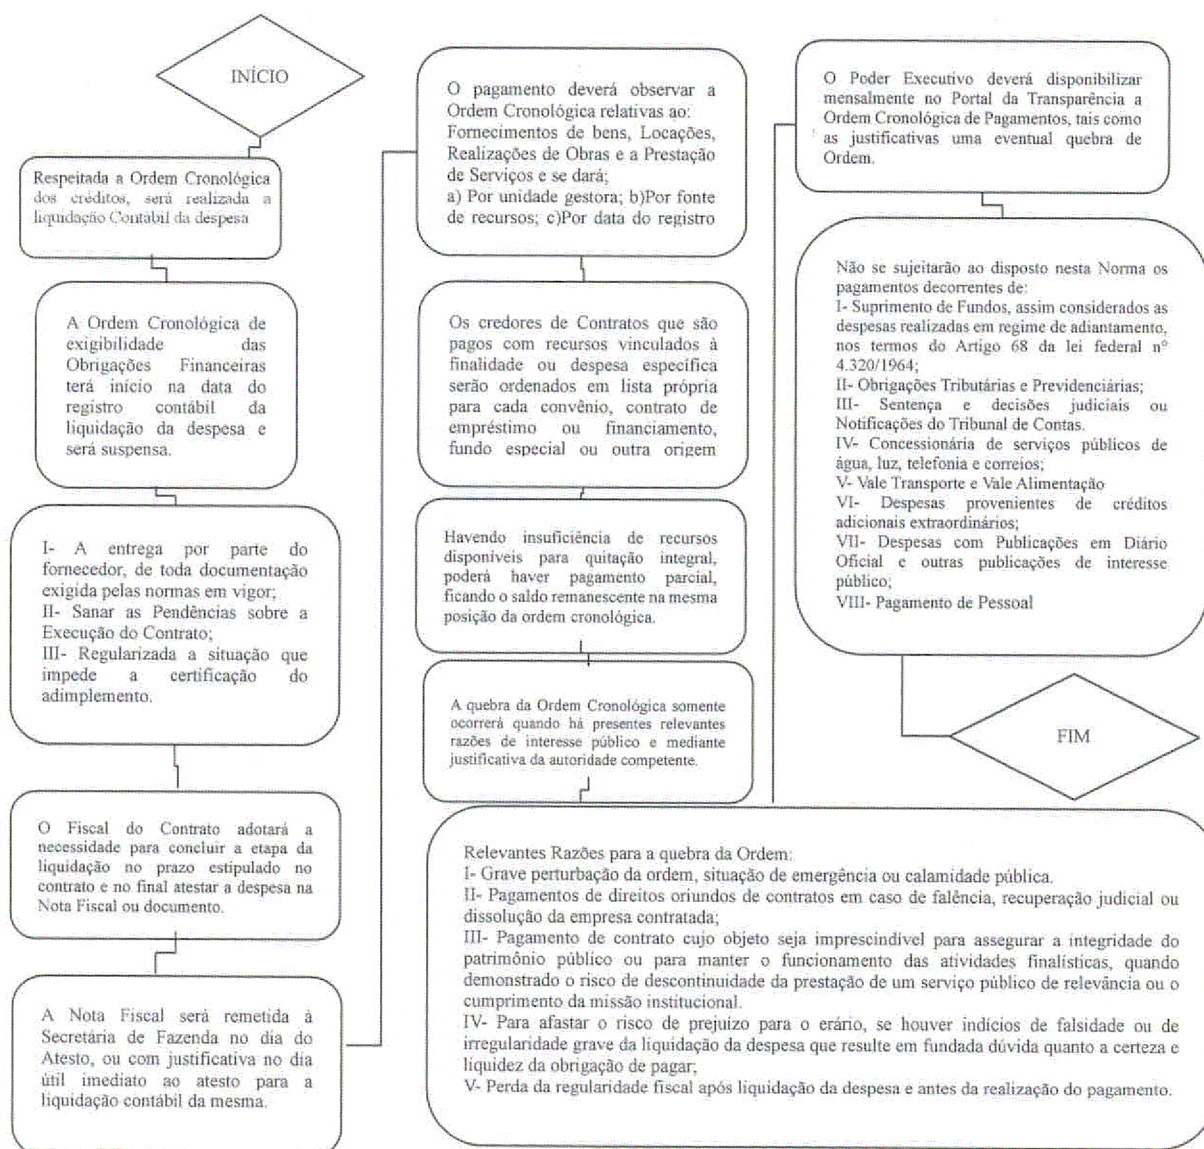 INÍCIO
Respeitada a Ordem Cronológica
dos créditos, será realizada a
liquidação Contábil da despesa
A Ordem Cronológica de
exigibilidade das
Obrigações Financeiras
terá início na data do
registro contábil da
liquidação da despesa e
será suspensa.
I- A entrega por parte do
fornecedor, de toda documentação
exigida pelas normas em vigor;
II- Sanar as Pendências sobre a
Execução do Contrato;
III- Regularizada a situação que
impede a certificação do
adimplemento.
O Fiscal do Contrato adotará a
necessidade para concluir a etapa da
liquidação no prazo estipulado no
contrato e no final atestar a despesa na
Nota Fiscal ou documento.
A Nota Fiscal será remetida à
Secretária de Fazenda no dia do
Atesto, ou com justificativa no dia
útil imediato ao atesto para a
liquidação contábil da mesma.
O pagamento deverá observar a
Ordem Cronológica relativas ao:
Fornecimentos de bens, Locações,
Realizações de Obras e a Prestação
de Serviços e se dará;
a) Por unidade gestora; b)Por fonte
de recursos; c)Por data do registro
Os credores de Contratos que são
pagos com recursos vinculados à
finalidade ou despesa específica
serão ordenados em lista própria
para cada convênio, contrato de
empréstimo ou financiamento,
fundo especial ou outra origem
Havendo insuficiência de recursos
disponíveis para quitação integral,
poderá haver pagamento parcial,
ficando o saldo remanescente na mesma
posição da ordem cronológica.
A quebra da Ordem Cronológica somente
ocorrerá quando há presentes relevantes
razões de interesse público e mediante
justificativa da autoridade competente.
Relevantes Razões para a quebra da Ordem:
I- Grave perturbação da ordem, situação de emergência ou calamidade pública.
II- Pagamentos de direitos oriundos de contratos em caso de falência, recuperação judicial ou
dissolução da empresa contratada;
III- Pagamento de contrato cujo objeto seja imprescindível para assegurar a integridade do
patrimônio público ou para manter o funcionamento das atividades finalísticas, quando
demonstrado o risco de descontinuidade da prestação de um serviço público de relevância ou o
cumprimento da missão institucional.
IV- Para afastar o risco de prejuizo para o erário, se houver indícios de falsidade ou de
irregularidade grave da liquidação da despesa que resulte em fundada dúvida quanto a certeza e
liquidez da obrigação de pagar;
V- Perda da regularidade fiscal após liquidação da despesa e antes da realização do pagamento.
O Poder Executivo deverá disponibilizar
mensalmente no Portal da Transparência a
Ordem Cronológica de Pagamentos, tais como
as justificativas uma eventual quebra de
Ordem.
Não se sujeitarão ao disposto nesta Norma os
pagamentos decorrentes de:
I- Suprimento de Fundos, assim considerados as
despesas realizadas em regime de adiantamento,
nos termos do Artigo 68 da lei federal nº
4.320/1964;
II- Obrigações Tributárias e Previdenciárias;
III- Sentença e decisões judiciais ou
Notificações do Tribunal de Contas.
IV- Concessionária de serviços públicos de
água, luz, telefonia e correios;
V- Vale Transporte e Vale Alimentação
VI- Despesas provenientes de créditos
adicionais extraordinários;
VII- Despesas com Publicações em Diário
Oficial e outras publicações de interesse
público;
VIII- Pagamento de Pessoal
FIM